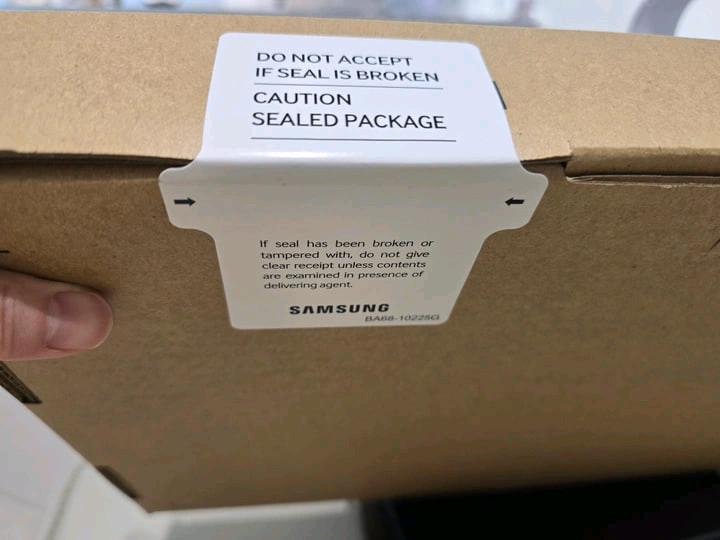 DO NOT ACCEPT
IF SEAL IS BROKEN
CAUTION
SEALED PACKAGE
If seal has been broken or
tampered with, do not give
clear receipt unless contents
are examined in presence of
delivering agent.
SAMSUNG
BA68-10225G